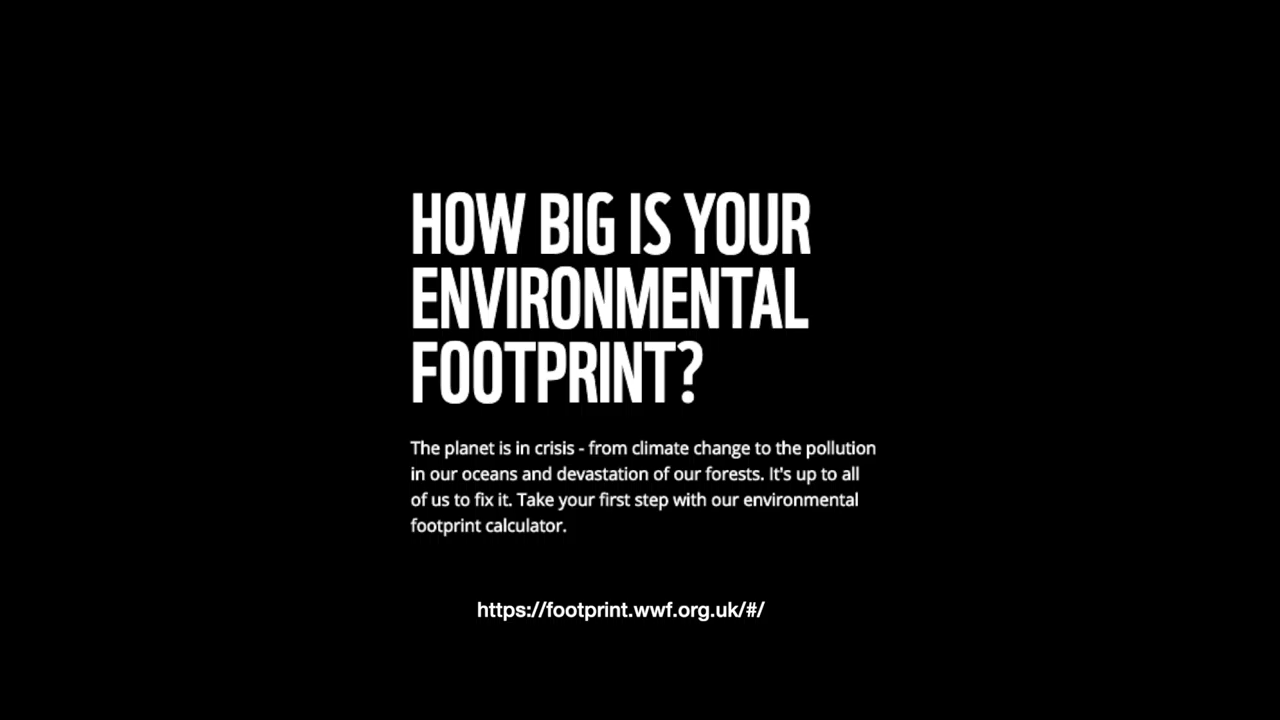 HOW BIG IS YOUR
ENVIRONMENTAL
FOOTPRINT?
The planet is in crisis - from climate change to the pollution
in our oceans and devastation of our forests. It's up to all
of us to fix it. Take your first step with our environmental
footprint calculator.
https://footprint.wwf.org.uk/#/